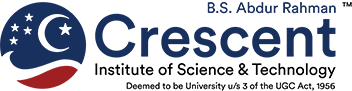 B.S. Abdur Rahman ™
Crescent
Institute of Science & Technology
Deemed to be University u/s 3 of the UGC Act, 1956